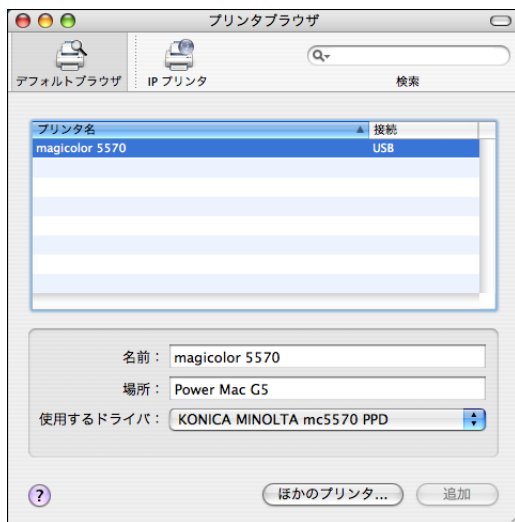 プリンタブラウザ
デフォルトブラウザ
IP プリンタ
検索
プリンタ名 接続
magicolor 5570 USB
名前： magicolor 5570
場所： Power Mac G5
使用するドライバ： KONICA MINOLTA mc5570 PPD
? ほかのプリンタ... 追加